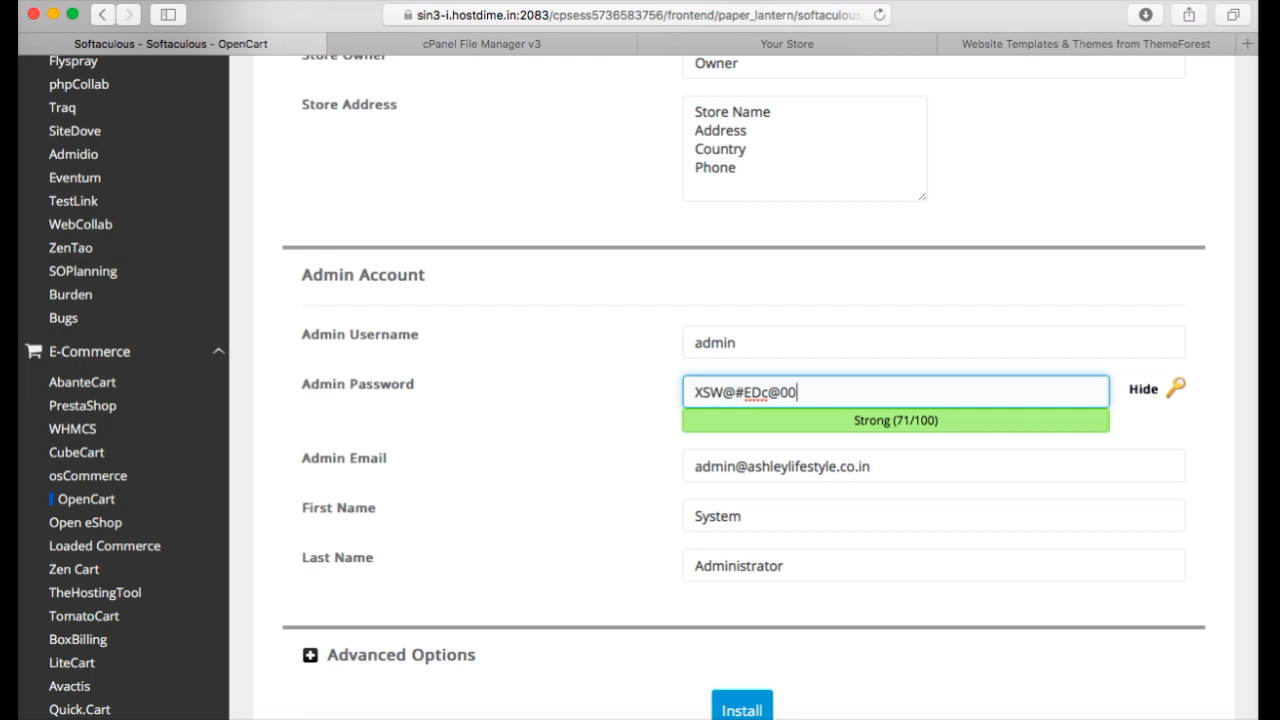 sin3-i.hostdime.in:2083/cpsess5736583756/frontend/paper_lantern/softaculous
Softaculous - Softaculous - OpenCart
cPanel File Manager v3
Your Store
Website Templates & Themes from ThemeForest
Flyspray
phpCollab
Traq
SiteDove
Admidio
Eventum
TestLink
WebCollab
ZenTao
SOPlanning
Burden
Bugs
E-Commerce
AbanteCart
PrestaShop
WHMCS
CubeCart
osCommerce
OpenCart
Open eShop
Loaded Commerce
Zen Cart
TheHostingTool
TomatoCart
BoxBilling
LiteCart
Avactis
Quick.Cart
Store Owner
Owner
Store Address
Store Name
Address
Country
Phone
Admin Account
Admin Username
admin
Admin Password
XSW@#EDc@00
Hide
Strong (71/100)
Admin Email
admin@ashleylifestyle.co.in
First Name
System
Last Name
Administrator
Advanced Options
Install